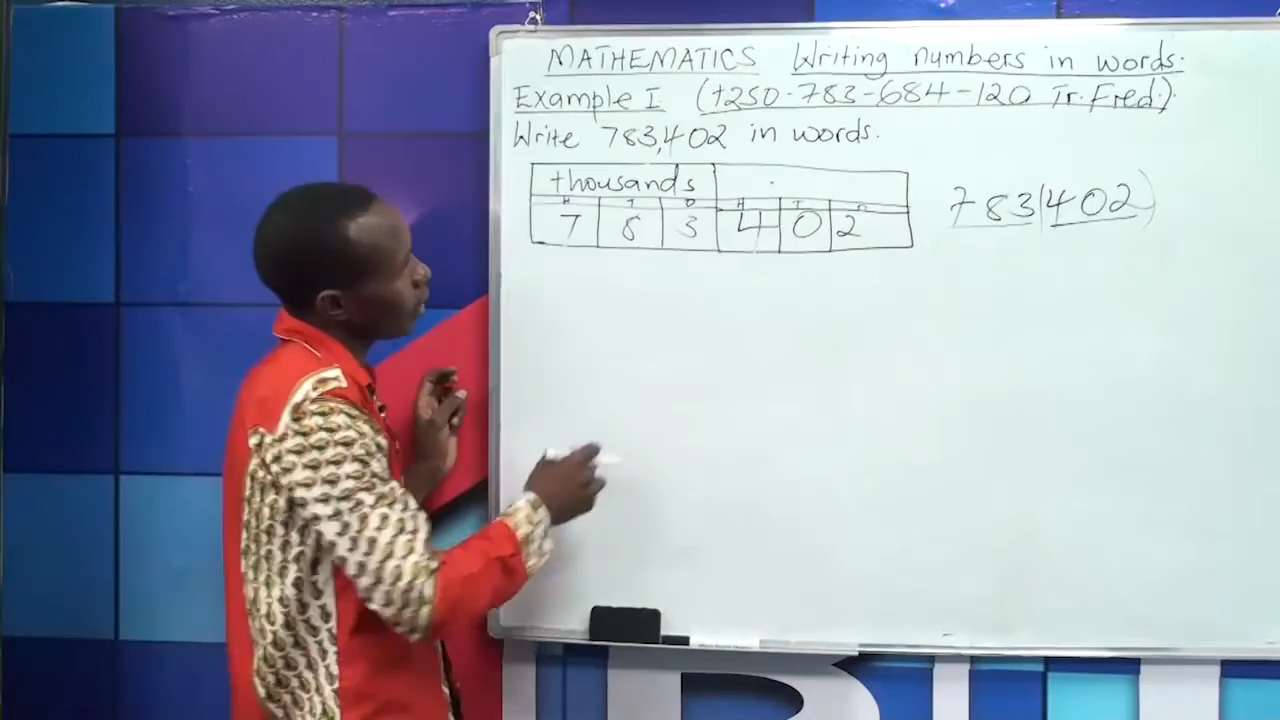 MATHEMATICS Writing numbers in words.
Example I (+250-783-684-120 Tr. Fred.)
Write 783,402 in words.
thousands
H T O H T O
7 8 3 4 0 2
783|402)